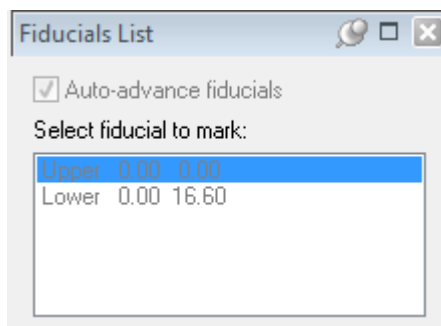 Fiducials List
Auto-advance fiducials
Select fiducial to mark:
Upper 0.00 0.00
Lower 0.00 16.60